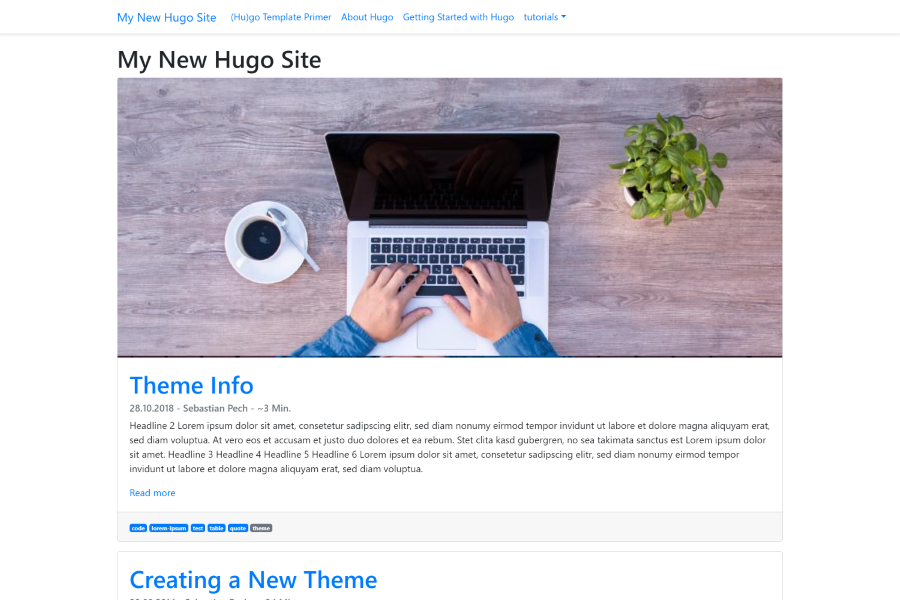 My New Hugo Site (Hu)go Template Primer About Hugo Getting Started with Hugo tutorials
My New Hugo Site
Theme Info
28.10.2018 - Sebastian Pech - ~3 Min.
Headline 2 Lorem ipsum dolor sit amet, consetetur sadipscing elitr, sed diam nonumy eirmod tempor invidunt ut labore et dolore magna aliquyam erat,
sed diam voluptua. At vero eos et accusam et justo duo dolores et ea rebum. Stet clita kasd gubergren, no sea takimata sanctus est Lorem ipsum dolor
sit amet. Headline 3 Headline 4 Headline 5 Headline 6 Lorem ipsum dolor sit amet, consetetur sadipscing elitr, sed diam nonumy eirmod tempor
invidunt ut labore et dolore magna aliquyam erat, sed diam voluptua.
Read more
code lorem-ipsum test table quote theme
Creating a New Theme